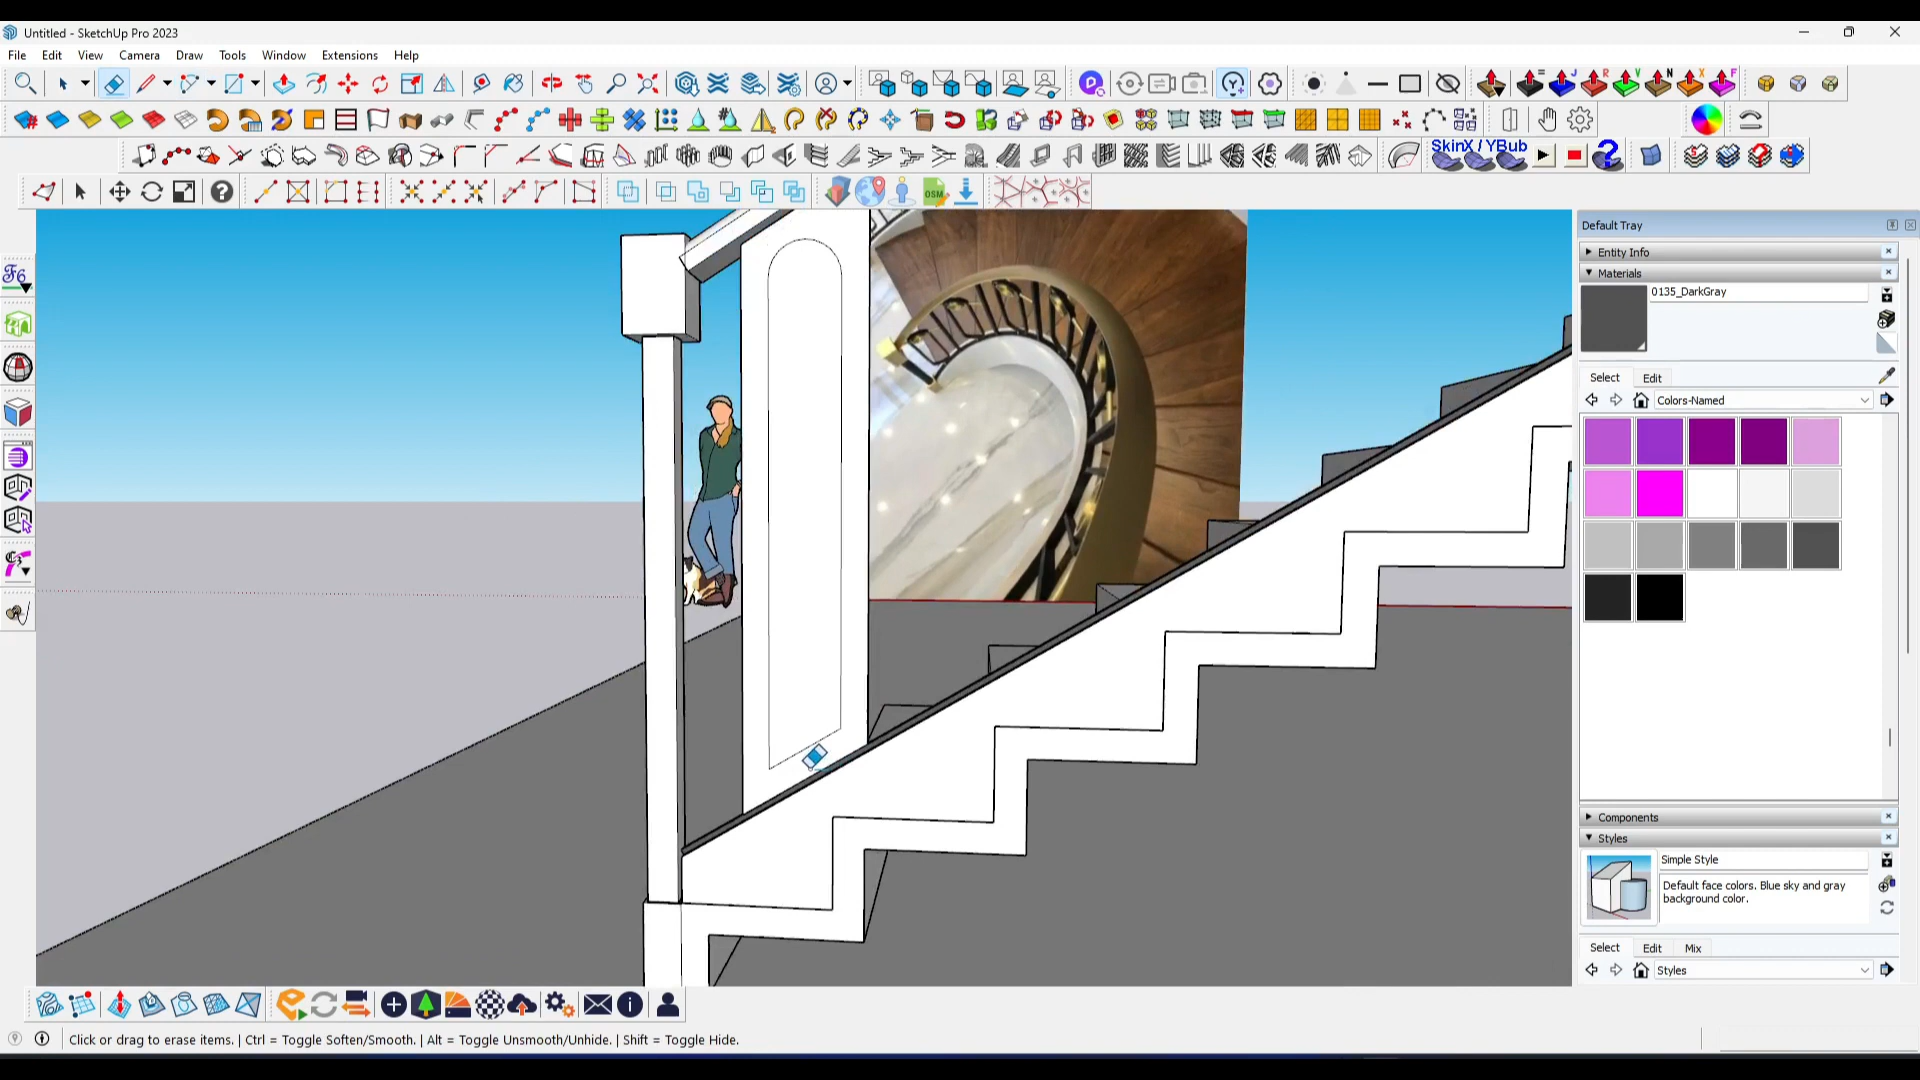 Untitled - SketchUp Pro 2023
File Edit View Camera Draw Tools Window Extensions Help
SkinX / YBub
OSM
Default Tray
Entity Info
Materials
0135_DarkGray
Select Edit
Colors-Named
Components
Styles
Simple Style
Default face colors. Blue sky and gray
background color.
Select Edit Mix
Styles
Click or drag to erase items. | Ctrl = Toggle Soften/Smooth. | Alt = Toggle Unsmooth/Unhide. | Shift = Toggle Hide.